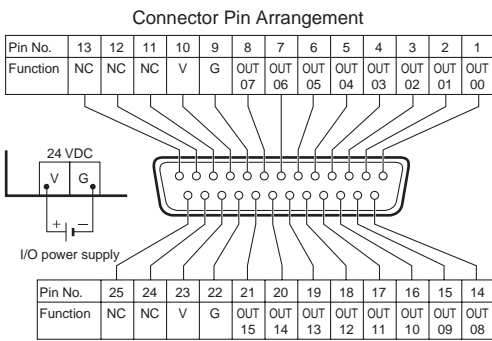 Connector Pin Arrangement
Pin No. 13 12 11 10 9 8 7 6 5 4 3 2 1
Function NC NC NC V G OUT OUT OUT OUT OUT OUT OUT OUT
07 06 05 04 03 02 01 00
24 VDC
V G
+ –
I/O power supply
Pin No. 25 24 23 22 21 20 19 18 17 16 15 14
Function NC NC V G OUT OUT OUT OUT OUT OUT OUT OUT
15 14 13 12 11 10 09 08